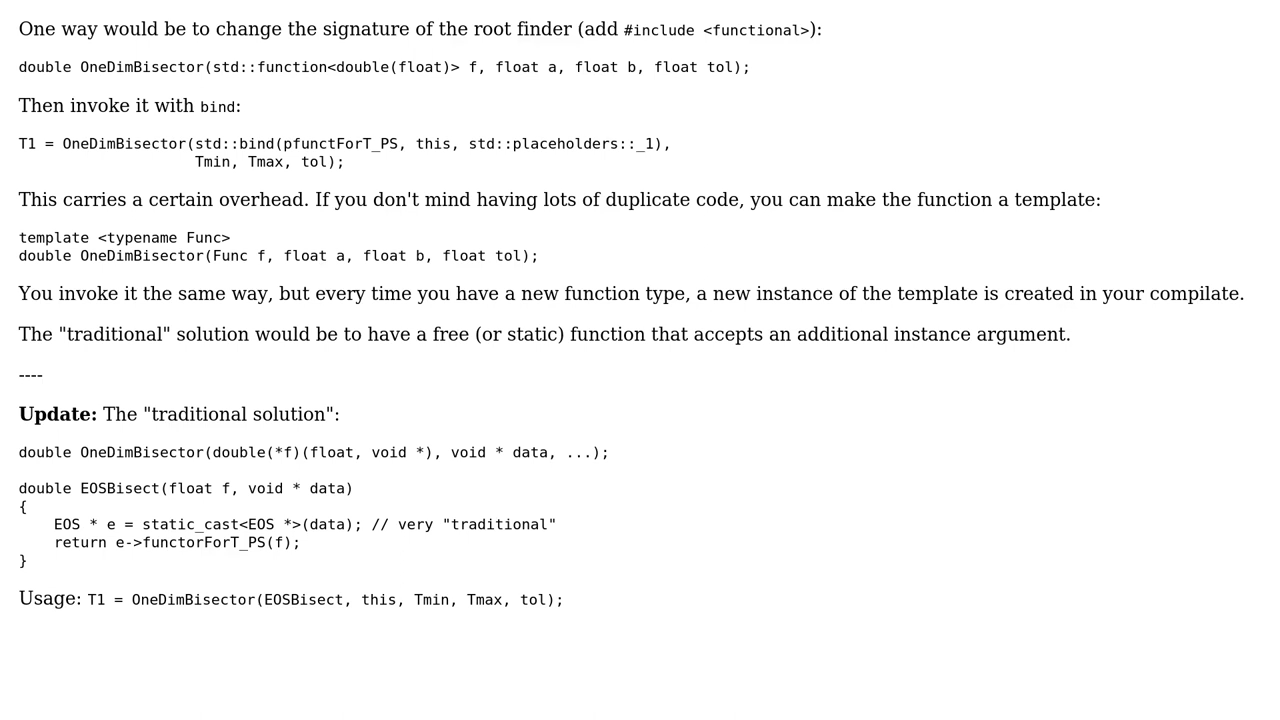 One way would be to change the signature of the root finder (add #include <functional>):
double OneDimBisector(std::function<double(float)> f, float a, float b, float tol);
Then invoke it with bind:
T1 = OneDimBisector(std::bind(pfunctForT_PS, this, std::placeholders::_1),
                    Tmin, Tmax, tol);
This carries a certain overhead. If you don't mind having lots of duplicate code, you can make the function a template:
template <typename Func>
double OneDimBisector(Func f, float a, float b, float tol);
You invoke it the same way, but every time you have a new function type, a new instance of the template is created in your compilate.
The "traditional" solution would be to have a free (or static) function that accepts an additional instance argument.
----
Update: The "traditional solution":
double OneDimBisector(double(*f)(float, void *), void * data, ...);
double EOSBisect(float f, void * data)
{
    EOS * e = static_cast<EOS *>(data); // very "traditional"
    return e->functorForT_PS(f);
}
Usage: T1 = OneDimBisector(EOSBisect, this, Tmin, Tmax, tol);